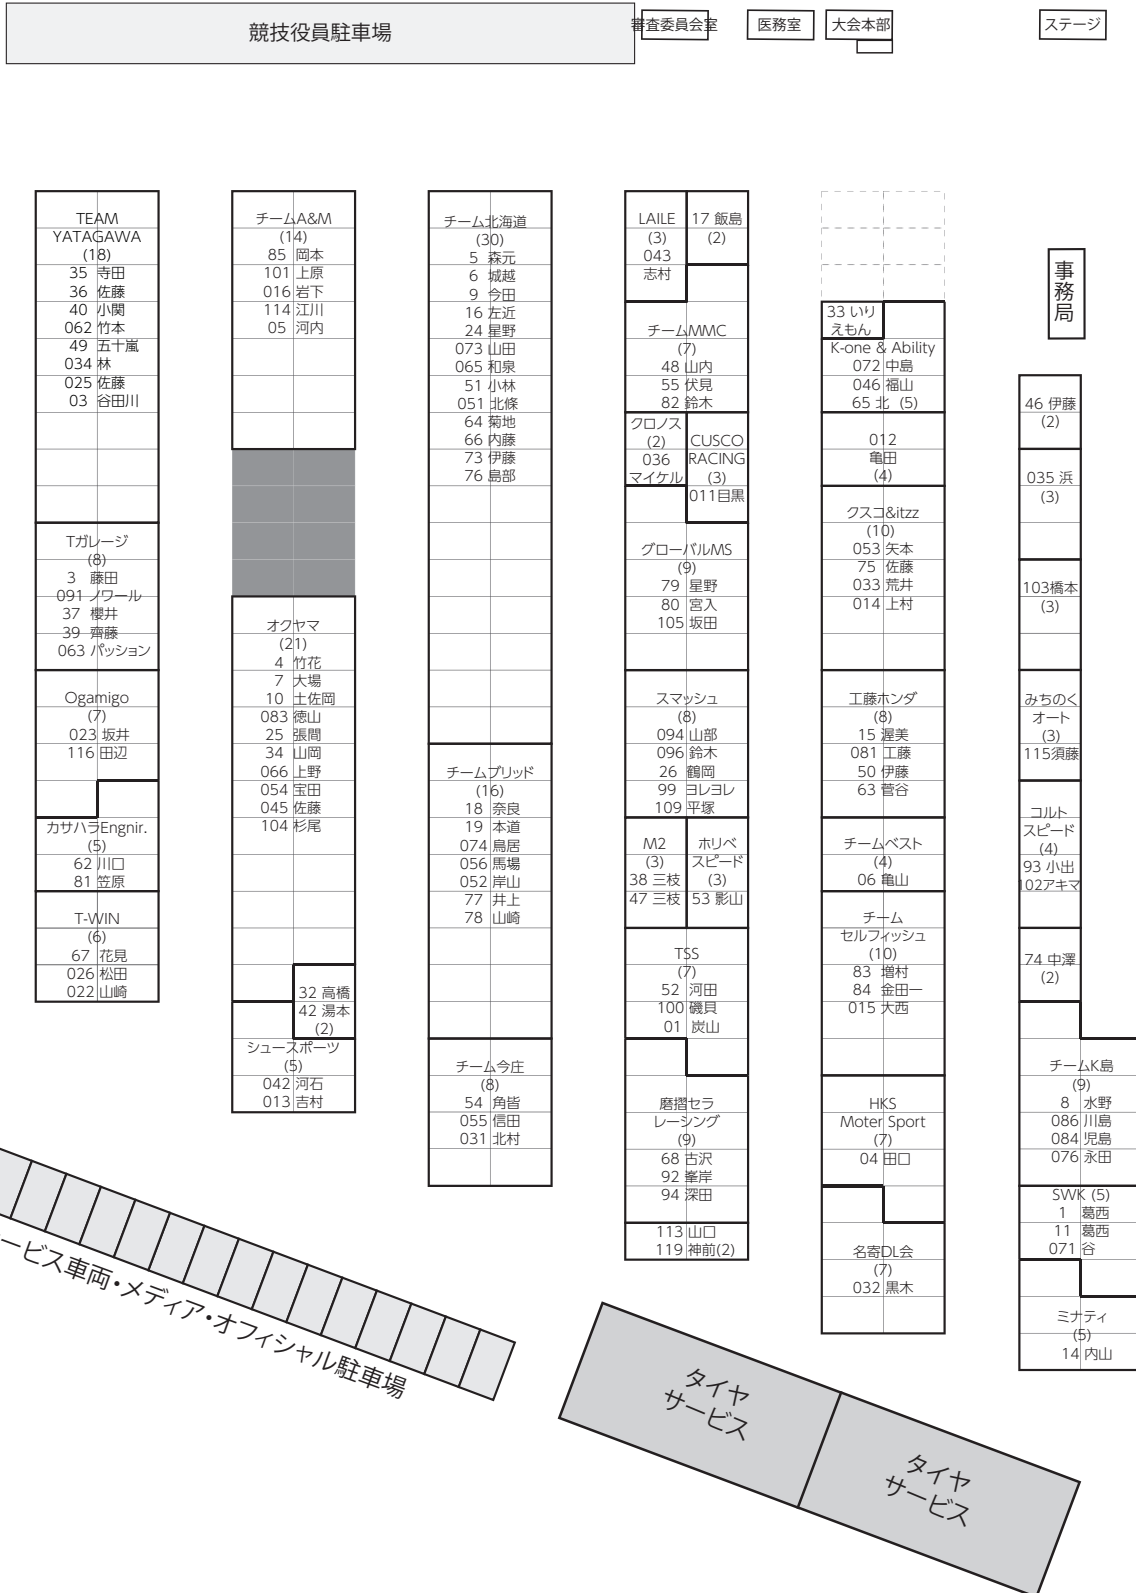 競技役員駐車場
審査委員会室
医務室
大会本部
ステージ
TEAM
YATAGAWA
(18)
35 寺田
36 佐藤
40 小関
062 竹本
49 五十嵐
034 林
025 佐藤
03 谷田川
Tガレージ
(8)
3 藤田
091 ノワール
37 櫻井
39 齊藤
063 パッション
Ogamigo
(7)
023 坂井
116 田辺
カサハラEngnir.
(5)
62 川口
81 笠原
T-WIN
(6)
67 花見
026 松田
022 山崎
チームA&M
(14)
85 岡本
101 上原
016 岩下
114 江川
05 河内
オクヤマ
(21)
4 竹花
7 大場
10 土佐岡
083 徳山
25 張間
34 山岡
066 上野
054 宝田
045 佐藤
104 杉尾
32 高橋
42 湯本
(2)
シュースポーツ
(5)
042 河石
013 吉村
チーム北海道
(30)
5 森元
6 城越
9 今田
16 左近
24 星野
073 山田
065 和泉
51 小林
051 北條
64 菊地
66 内藤
73 伊藤
76 島部
チームブリッド
(16)
18 奈良
19 本道
074 鳥居
056 馬場
052 岸山
77 井上
78 山崎
チーム今庄
(8)
54 角皆
055 信田
031 北村
LAILE
(3)
043
志村
17 飯島
(2)
チームMMC
(7)
48 山内
55 伏見
82 鈴木
クロノス
(2)
036
マイケル
CUSCO
RACING
(3)
011目黒
グローバルMS
(9)
79 星野
80 宮入
105 坂田
スマッシュ
(8)
094 山部
096 鈴木
26 鶴岡
99 ヨレヨレ
109 平塚
M2
(3)
38 三枝
47 三枝
ホリベ
スピード
(3)
53 影山
TSS
(7)
52 河田
100 磯貝
01 炭山
磨摺セラ
レーシング
(9)
68 古沢
92 峯岸
94 深田
113 山口
119 神前(2)
33 いり
えもん
K-one & Ability
072 中島
046 福山
65 北 (5)
012
亀田
(4)
クスコ&itzz
(10)
053 矢本
75 佐藤
033 荒井
014 上村
工藤ホンダ
(8)
15 渥美
081 工藤
50 伊藤
63 菅谷
チームベスト
(4)
06 亀山
チーム
セルフィッシュ
(10)
83 増村
84 金田一
015 大西
HKS
Moter Sport
(7)
04 田口
名寄DL会
(7)
032 黒木
事務局
46 伊藤
(2)
035 浜
(3)
103橋本
(3)
みちのく
オート
(3)
115須藤
コルト
スピード
(4)
93 小出
102アキマ
74 中澤
(2)
チームK島
(9)
8 水野
086 川島
084 児島
076 永田
SWK (5)
1 葛西
11 葛西
071 谷
ミナティ
(5)
14 内山
ービス車両・メディア・オフィシャル駐車場
タイヤ
サービス
タイヤ
サービス